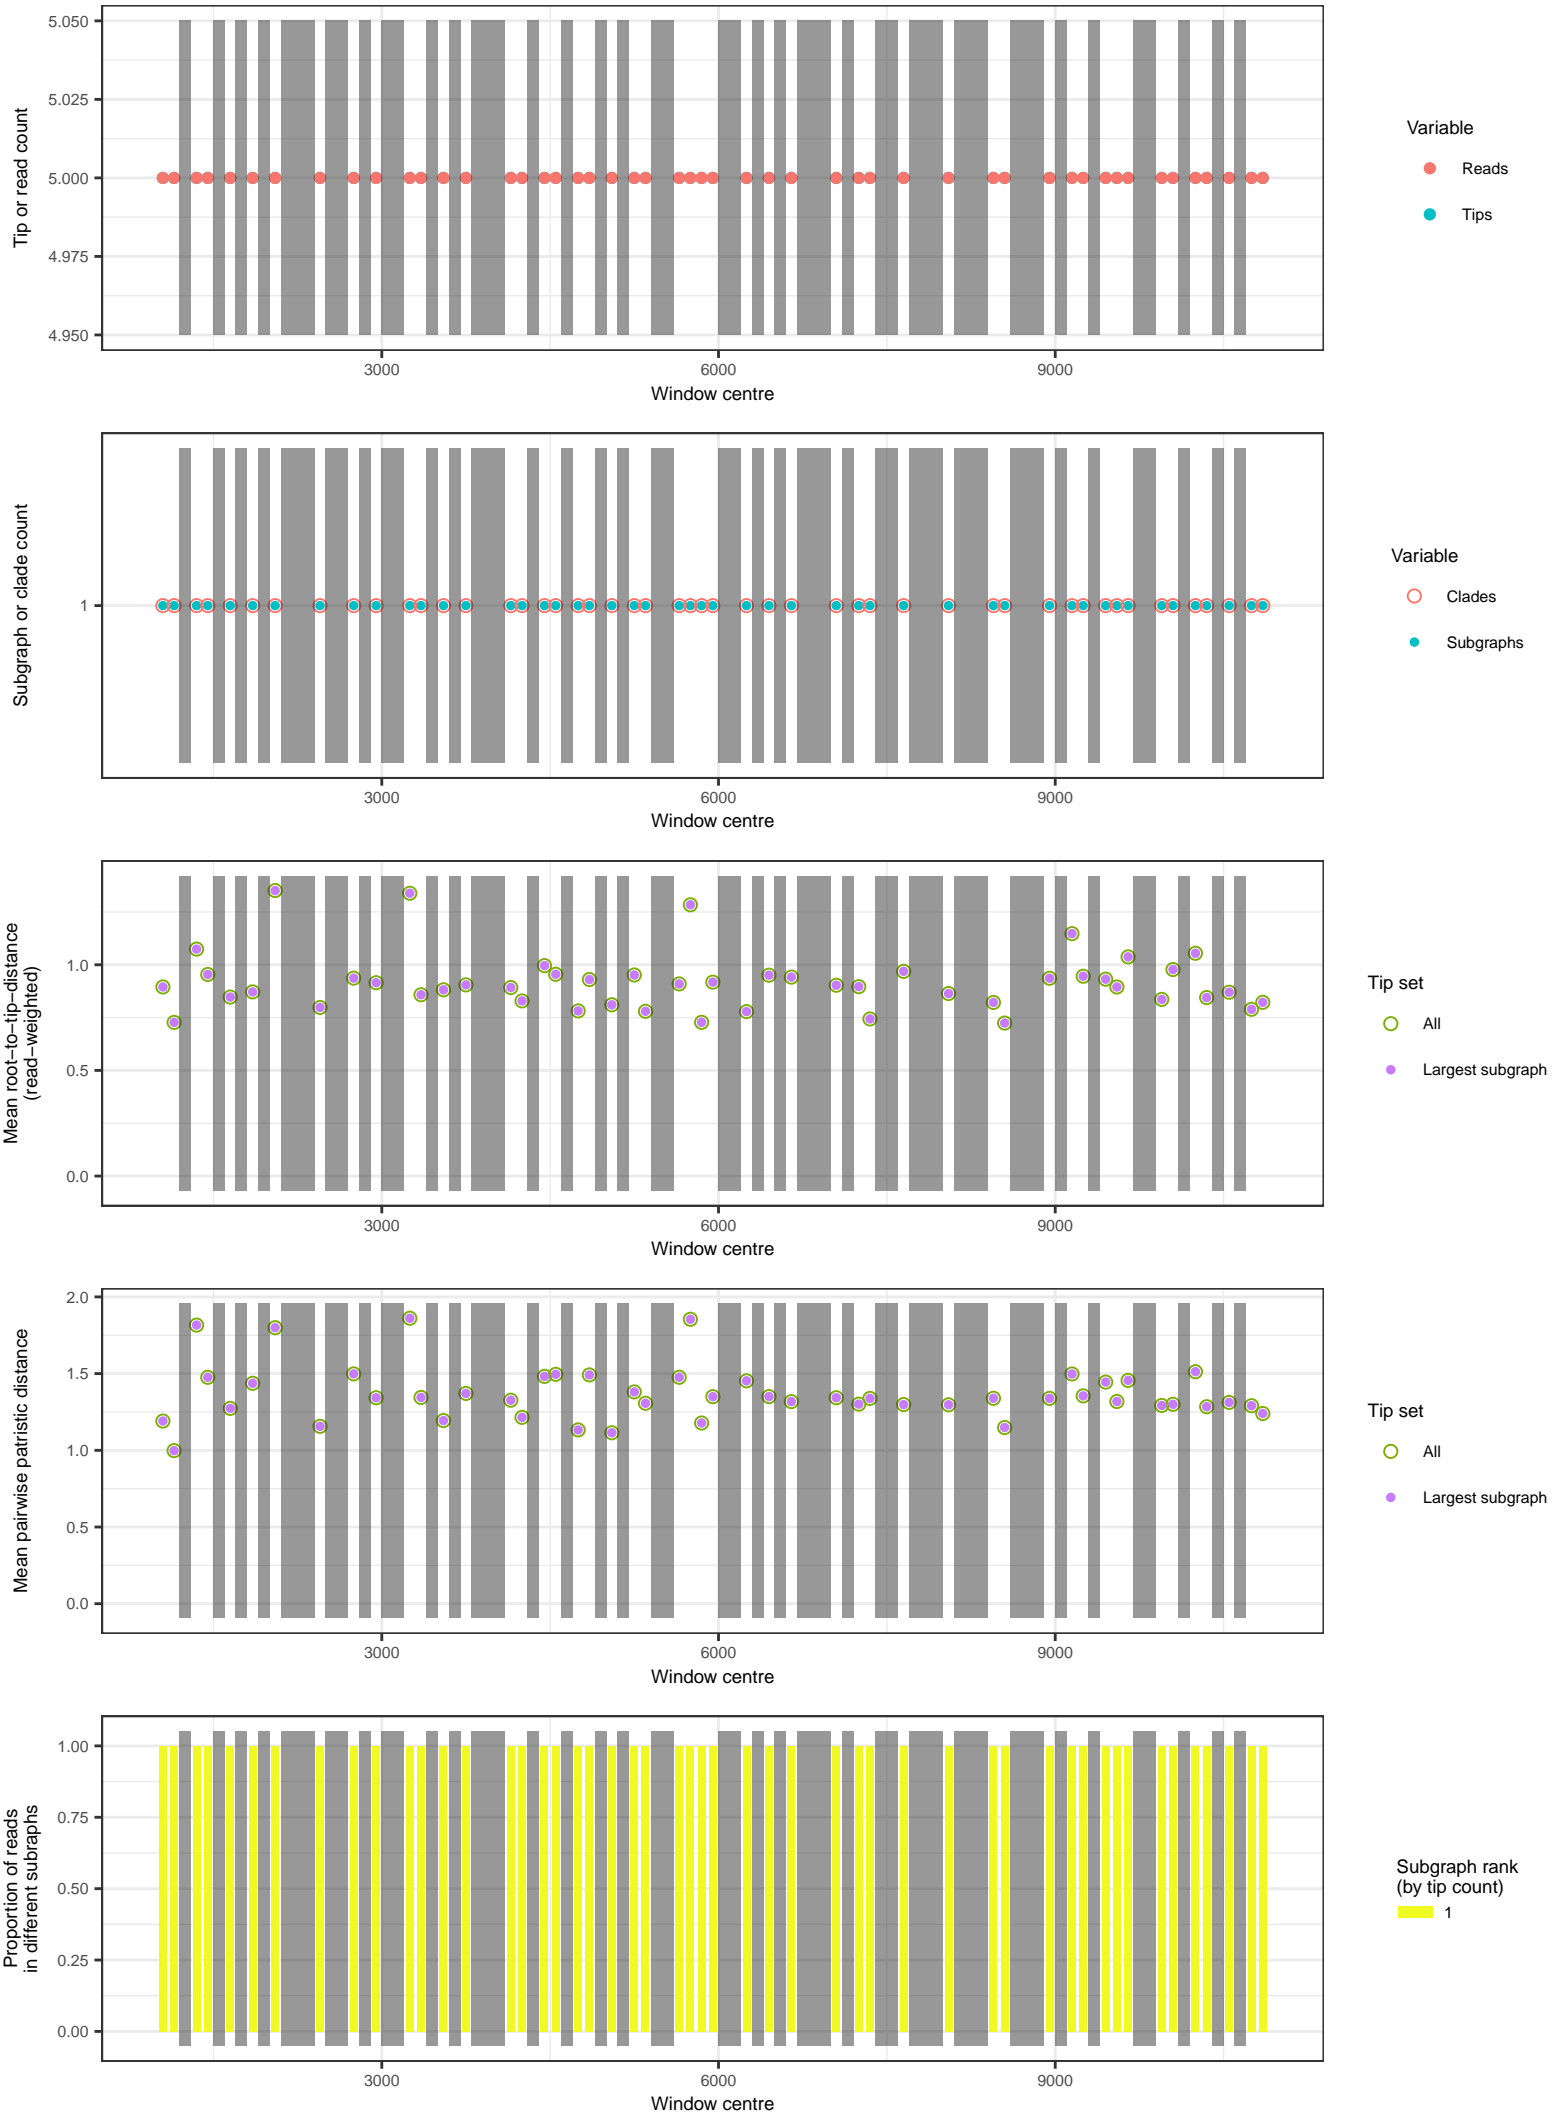 5.050
5.025
5.000
4.975
4.950
Tip or read count
3000
6000
9000
Window centre
Variable
Reads
Tips
1
Subgraph or clade count
3000
6000
9000
Window centre
Variable
Clades
Subgraphs
1.0
0.5
0.0
Mean root−to−tip−distance
(read−weighted)
3000
6000
9000
Window centre
Tip set
All
Largest subgraph
2.0
1.5
1.0
0.5
0.0
Mean pairwise patristic distance
3000
6000
9000
Window centre
Tip set
All
Largest subgraph
1.00
0.75
0.50
0.25
0.00
Proportion of reads
in different subraphs
3000
6000
9000
Window centre
Subgraph rank
(by tip count)
1